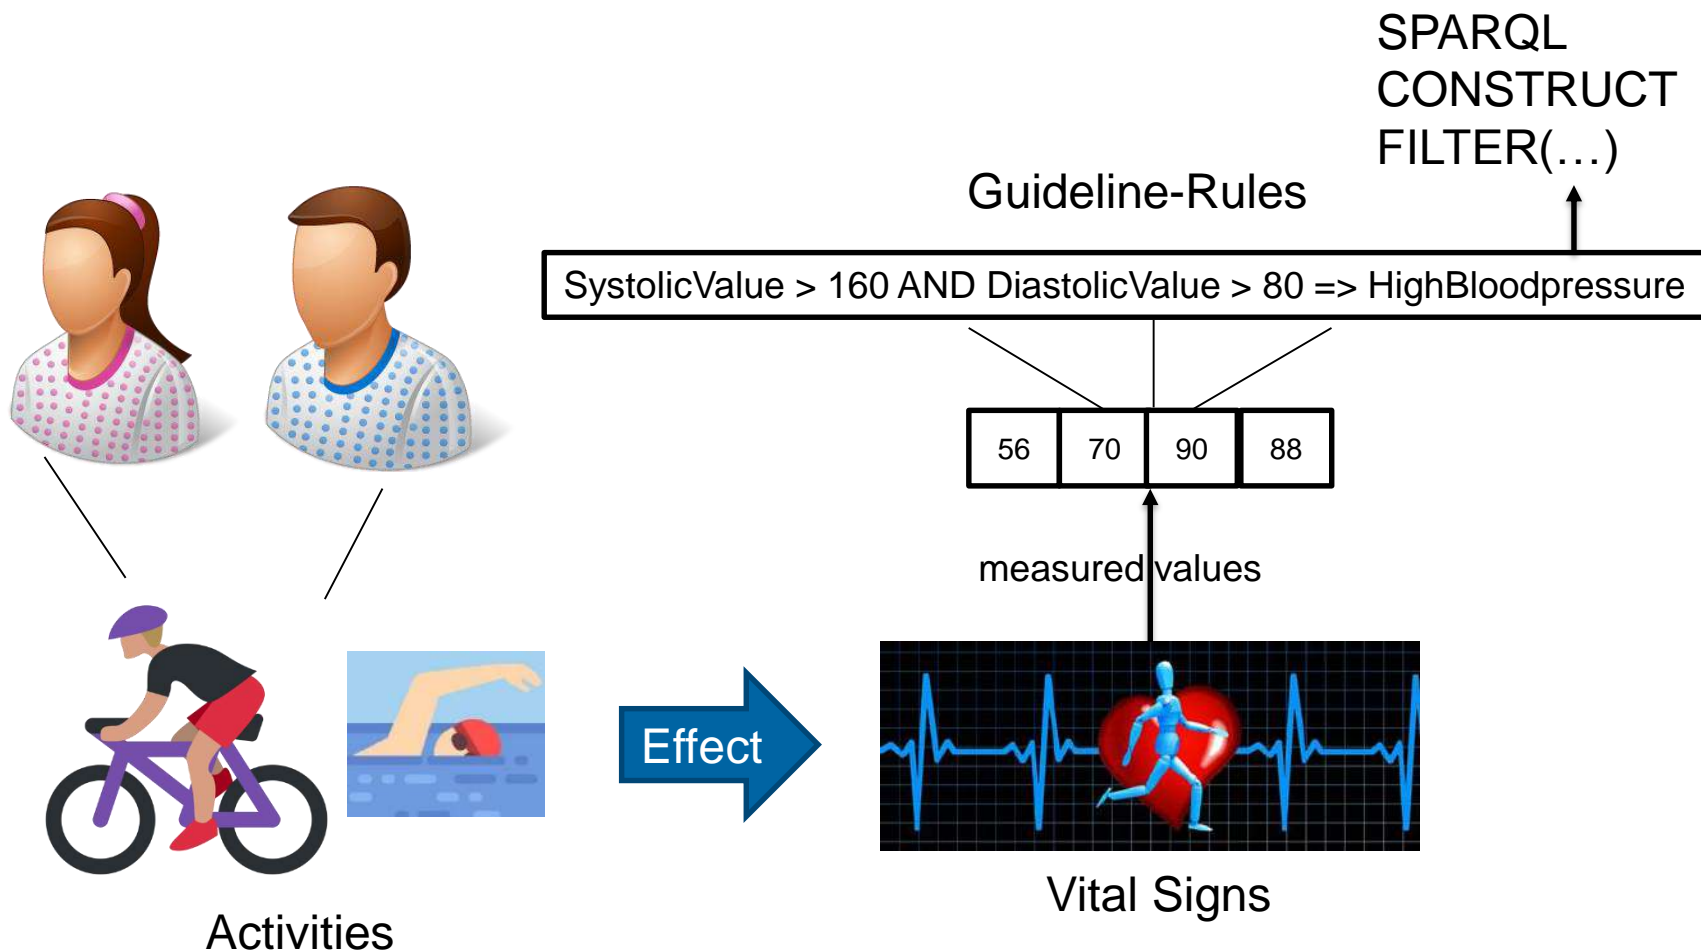 SPARQL
CONSTRUCT
FILTER(…)
Guideline-Rules
SystolicValue > 160 AND DiastolicValue > 80 => HighBloodpressure
56 70 90 88
measured values
Effect
Vital Signs
Activities